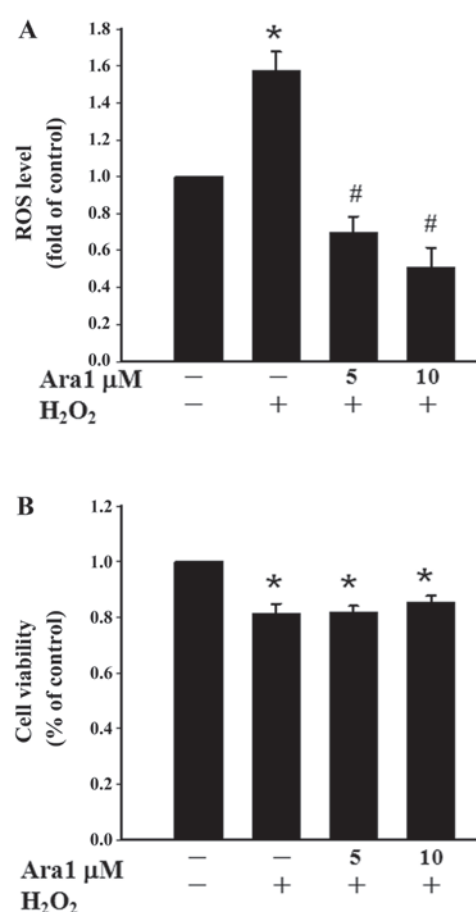 A
1.8
*
1.6
1.4
1.2
1.0
0.8
#
#
0.6
0.4
0.2
0.0
ROS level
(fold of control)
Ara1 μM – – 5 10
H₂O₂ – + + +
B
1.2
1.0
* * *
0.8
0.6
0.4
0.2
0.0
Cell viability
(% of control)
Ara1 μM – – 5 10
H₂O₂ – + + +